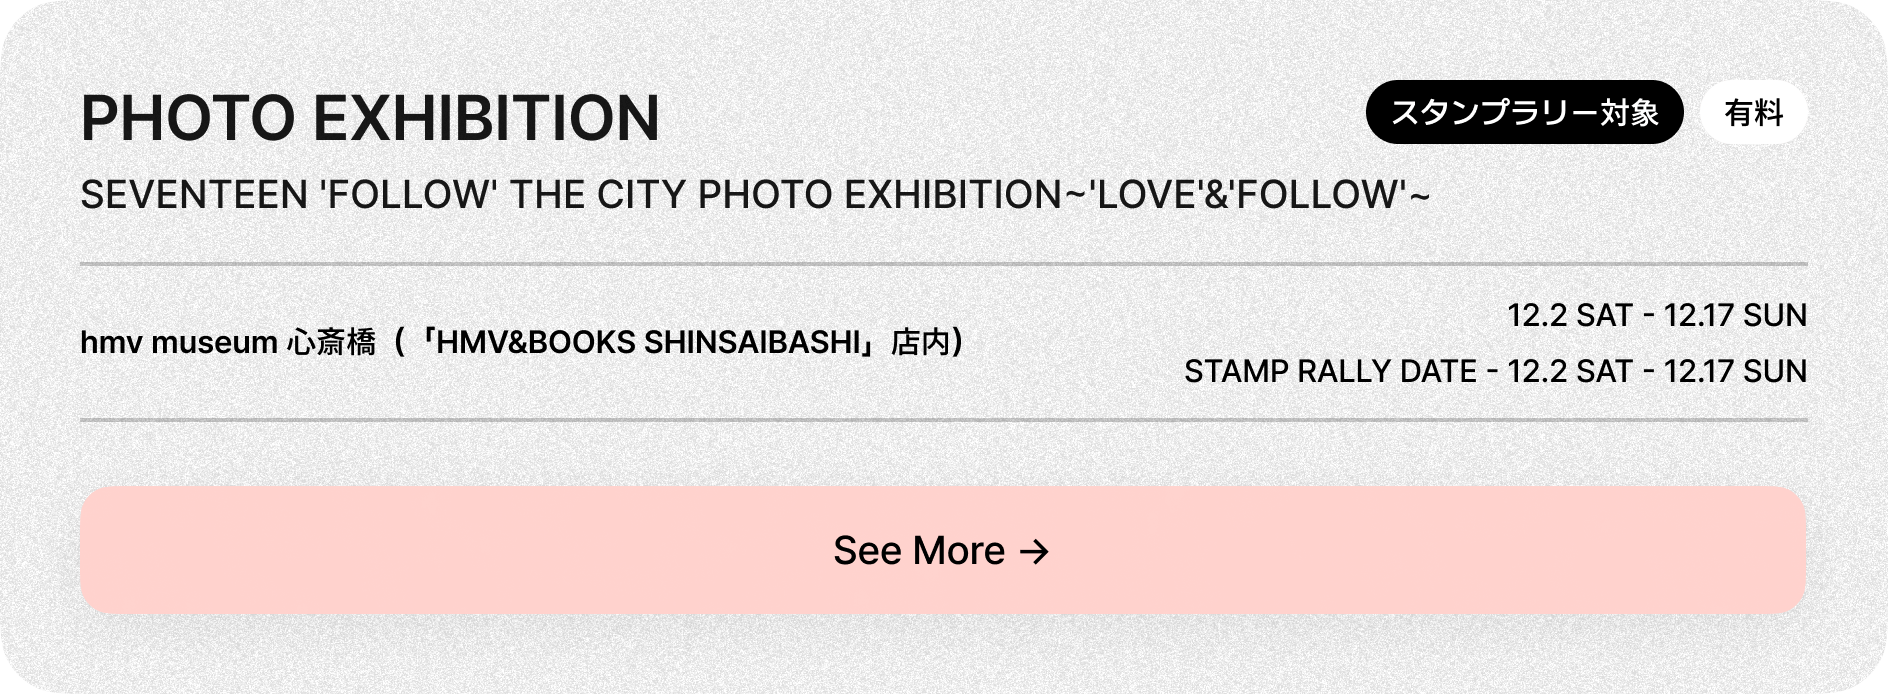 PHOTO EXHIBITION
スタンプラリー対象
有料
SEVENTEEN 'FOLLOW' THE CITY PHOTO EXHIBITION~'LOVE'&'FOLLOW'~
hmv museum 心斎橋（「HMV&BOOKS SHINSAIBASHI」店内）
12.2 SAT - 12.17 SUN
STAMP RALLY DATE - 12.2 SAT - 12.17 SUN
See More →